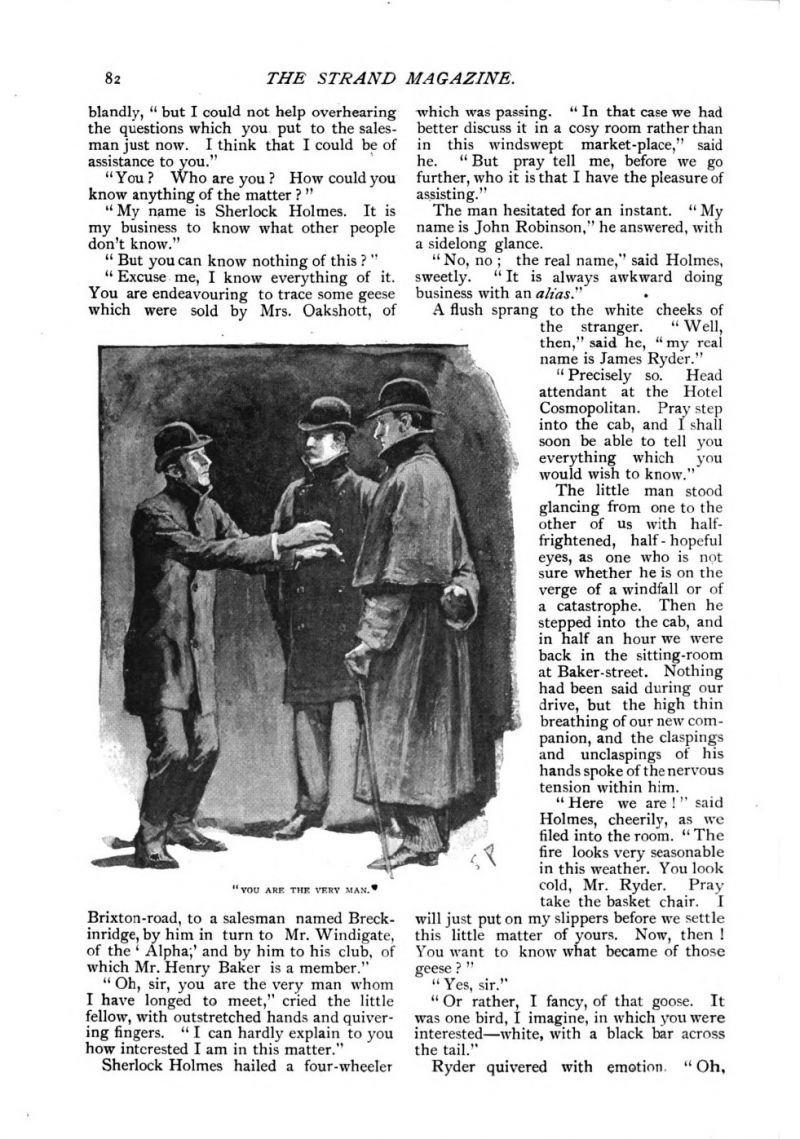 82
THE STRAND MAGAZINE.
blandly, “ but I could not help overhearing
the questions which you put to the sales-
man just now. I think that I could be of
assistance to you.”
“ You ? Who are you ? How could you
know anything of the matter ? ”
“ My name is Sherlock Holmes. It is
my business to know what other people
don’t know.”
“ But you can know nothing of this ? ”
“ Excuse me, I know everything of it.
You are endeavouring to trace some geese
which were sold by Mrs. Oakshott, of
“YOU ARE THE VERY MAN.”
Brixton-road, to a salesman named Breck-
inridge, by him in turn to Mr. Windigate,
of the ‘ Alpha;’ and by him to his club, of
which Mr. Henry Baker is a member.”
“ Oh, sir, you are the very man whom
I have longed to meet,” cried the little
fellow, with outstretched hands and quiver-
ing fingers. “ I can hardly explain to you
how interested I am in this matter.”
Sherlock Holmes hailed a four-wheeler
which was passing. “ In that case we had
better discuss it in a cosy room rather than
in this windswept market-place,” said
he. “ But pray tell me, before we go
further, who it is that I have the pleasure of
assisting.”
The man hesitated for an instant. “ My
name is John Robinson,” he answered, with
a sidelong glance.
“ No, no ; the real name,” said Holmes,
sweetly. “ It is always awkward doing
business with an alias.”
A flush sprang to the white cheeks of
the stranger. “ Well,
then,” said he, “ my real
name is James Ryder.”
“ Precisely so. Head
attendant at the Hotel
Cosmopolitan. Pray step
into the cab, and I shall
soon be able to tell you
everything which you
would wish to know.”
The little man stood
glancing from one to the
other of us with half-
frightened, half-hopeful
eyes, as one who is not
sure whether he is on the
verge of a windfall or of
a catastrophe. Then he
stepped into the cab, and
in half an hour we were
back in the sitting-room
at Baker-street. Nothing
had been said during our
drive, but the high thin
breathing of our new com-
panion, and the claspings
and unclaspings of his
hands spoke of the nervous
tension within him.
“ Here we are ! ” said
Holmes, cheerily, as we
filed into the room. “ The
fire looks very seasonable
in this weather. You look
cold, Mr. Ryder. Pray
take the basket chair. I
will just put on my slippers before we settle
this little matter of yours. Now, then !
You want to know what became of those
geese ? ”
“ Yes, sir.”
“ Or rather, I fancy, of that goose. It
was one bird, I imagine, in which you were
interested—white, with a black bar across
the tail.”
Ryder quivered with emotion. “ Oh,
SP